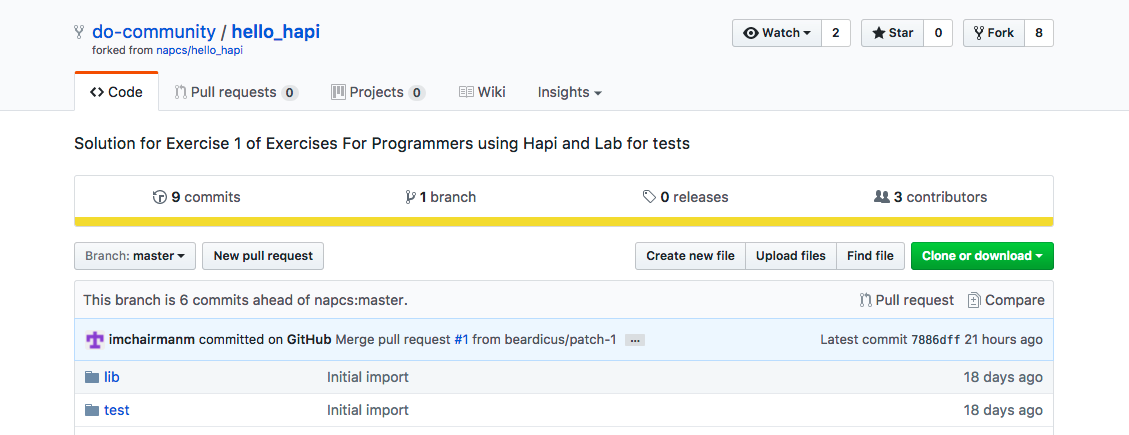 do-community / hello_hapi
forked from napcs/hello_hapi
Watch 2 Star 0 Fork 8
Code Pull requests 0 Projects 0 Wiki Insights
Solution for Exercise 1 of Exercises For Programmers using Hapi and Lab for tests
9 commits 1 branch 0 releases 3 contributors
Branch: master New pull request Create new file Upload files Find file Clone or download
This branch is 6 commits ahead of napcs:master. Pull request Compare
imchairmanm committed on GitHub Merge pull request #1 from beardicus/patch-1 ... Latest commit 7886dff 21 hours ago
lib Initial import 18 days ago
test Initial import 18 days ago